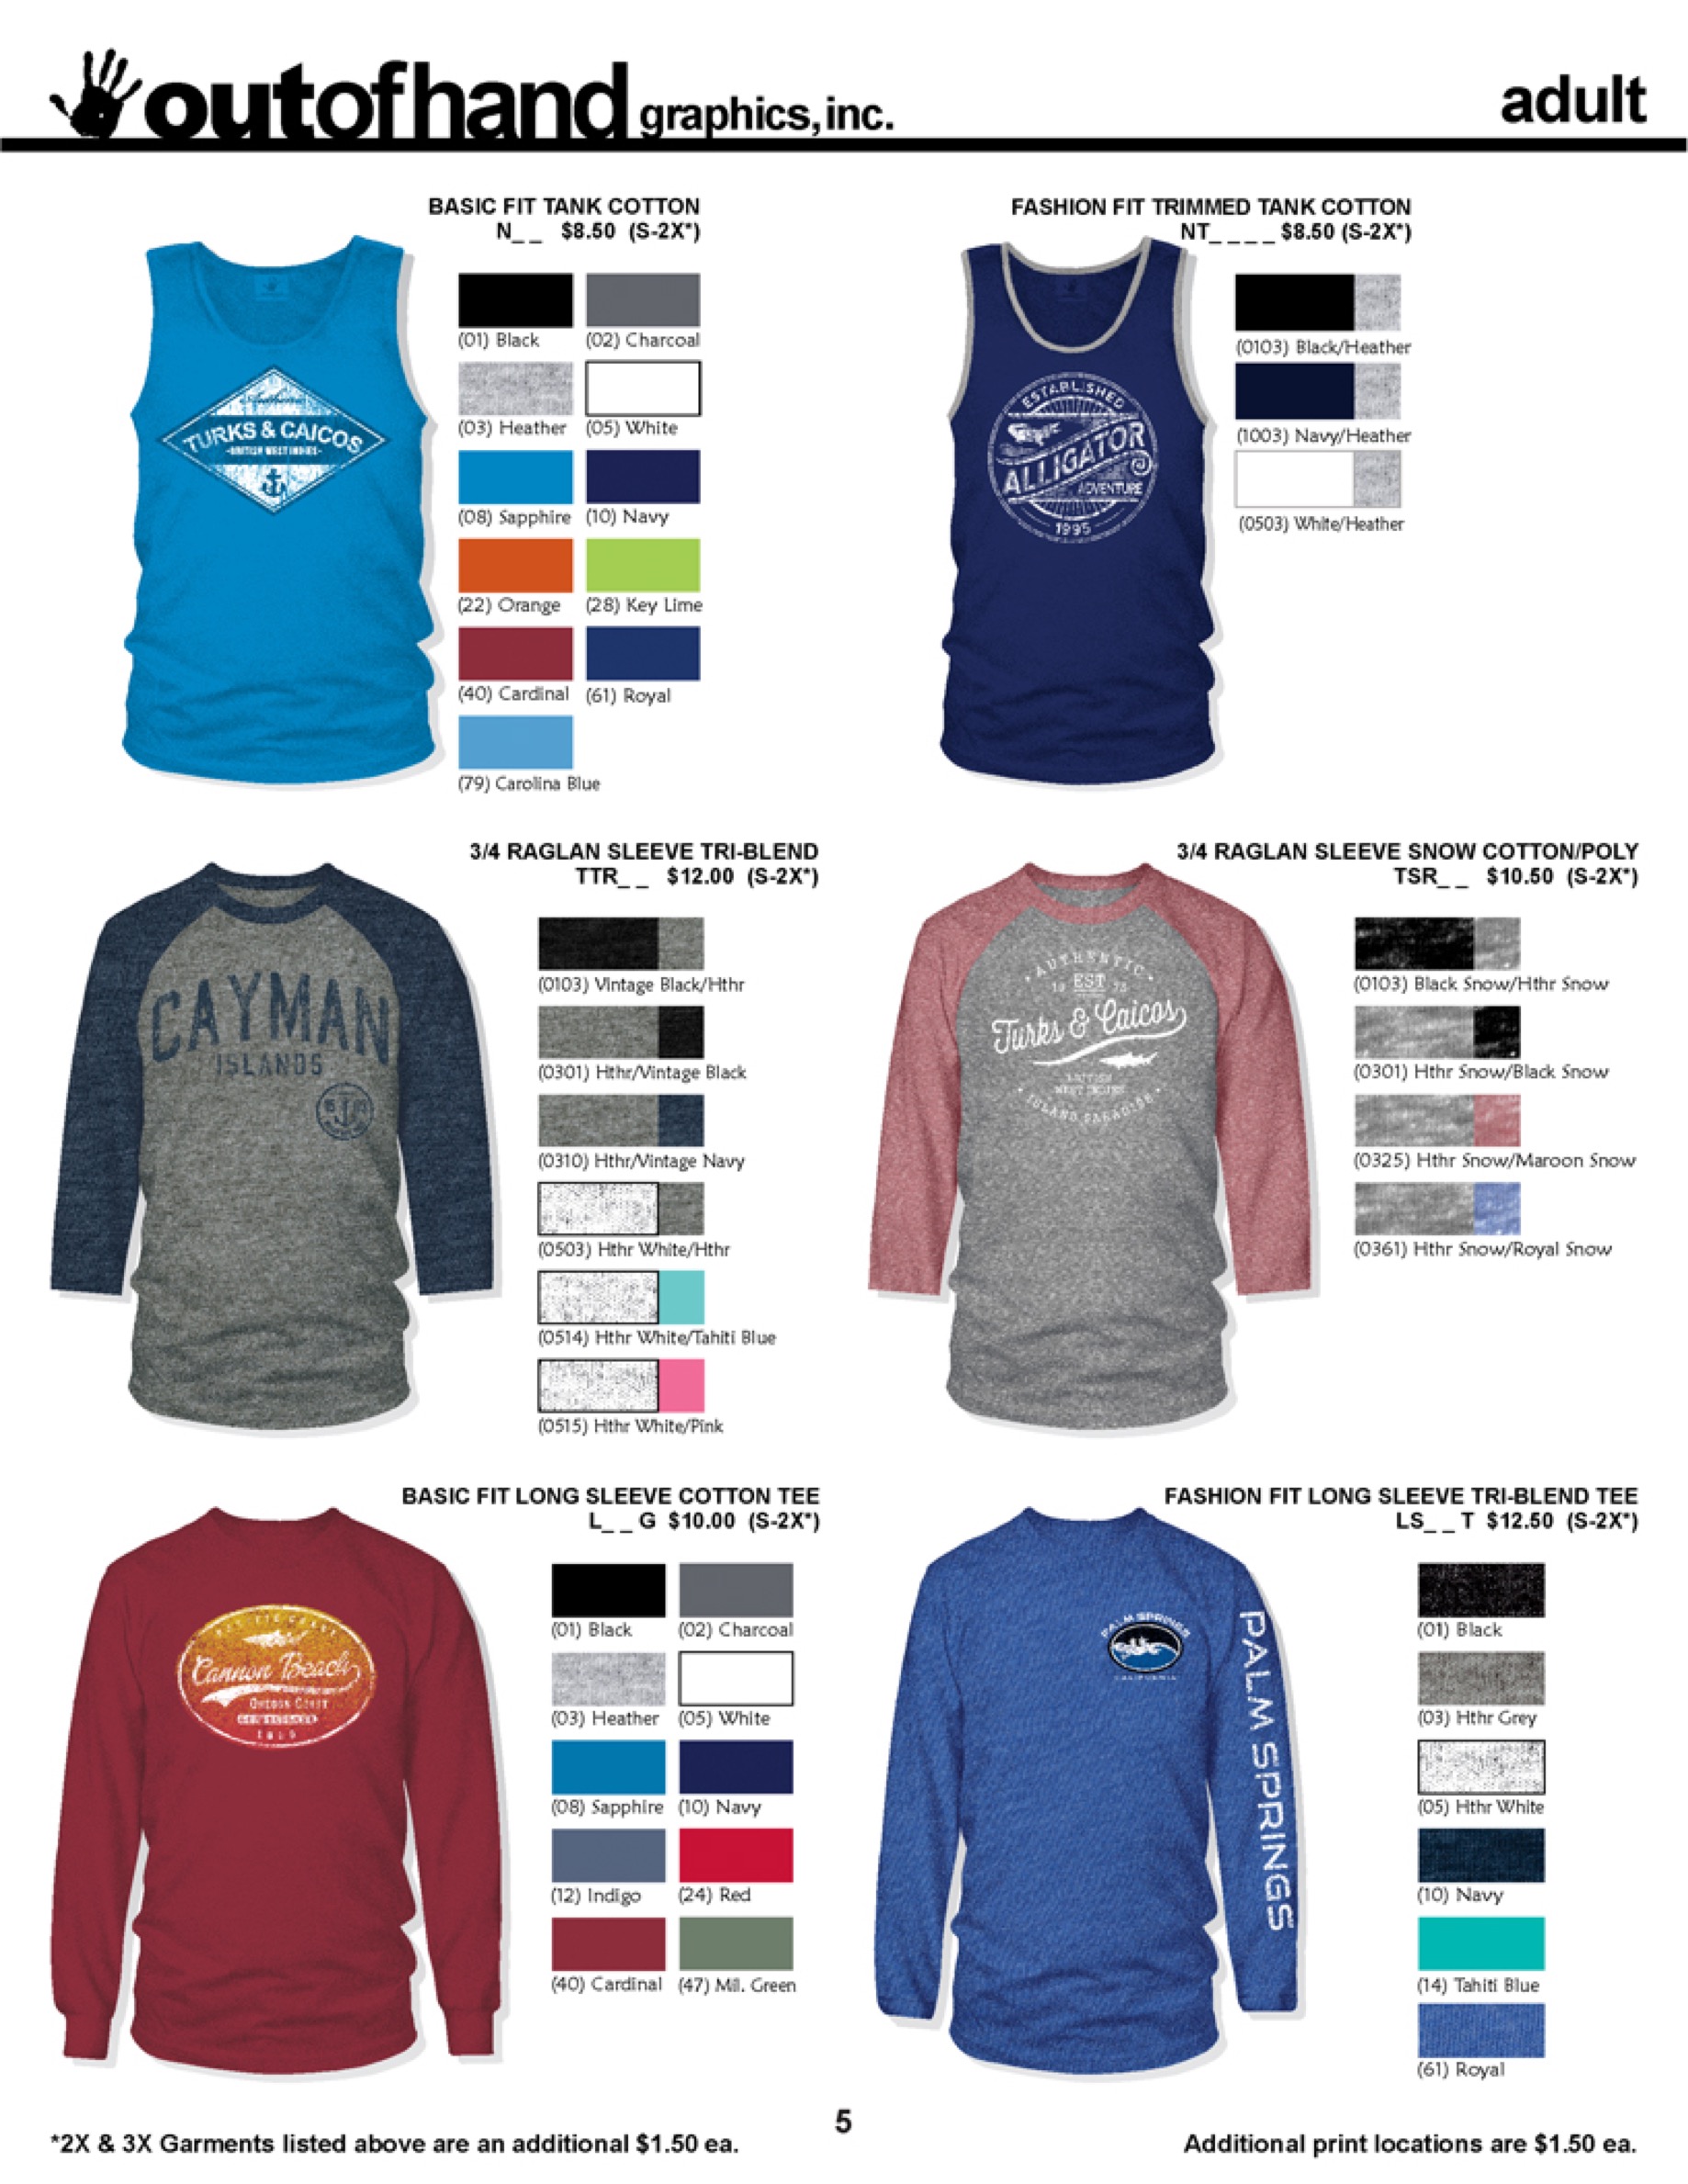 outofhand graphics, inc.
adult
BASIC FIT TANK COTTON
N_ _ $8.50 (S-2X*)
(01) Black
(02) Charcoal
(03) Heather
(05) White
(08) Sapphire
(10) Navy
(22) Orange
(28) Key Lime
(40) Cardinal
(61) Royal
(79) Carolina Blue
Authentic
TURKS & CAICOS
-BRITISH WEST INDIES-
FASHION FIT TRIMMED TANK COTTON
NT_ _ _ _ $8.50 (S-2X*)
(0103) Black/Heather
(1003) Navy/Heather
(0503) White/Heather
ESTABLISHED
ALLIGATOR
ADVENTURE
1995
3/4 RAGLAN SLEEVE TRI-BLEND
TTR_ _ $12.00 (S-2X*)
(0103) Vintage Black/Hthr
(0301) Hthr/Vintage Black
(0310) Hthr/Vintage Navy
(0503) Hthr White/Hthr
(0514) Hthr White/Tahiti Blue
(0515) Hthr White/Pink
CAYMAN
ISLANDS
3/4 RAGLAN SLEEVE SNOW COTTON/POLY
TSR_ _ $10.50 (S-2X*)
(0103) Black Snow/Hthr Snow
(0301) Hthr Snow/Black Snow
(0325) Hthr Snow/Maroon Snow
(0361) Hthr Snow/Royal Snow
AUTHENTIC
19 EST 75
Turks & Caicos
BRITISH
WEST INDIES
ISLAND PARADISE
BASIC FIT LONG SLEEVE COTTON TEE
L_ _ G $10.00 (S-2X*)
(01) Black
(02) Charcoal
(03) Heather
(05) White
(08) Sapphire
(10) Navy
(12) Indigo
(24) Red
(40) Cardinal
(47) Mil. Green
Cannon Beach
OREGON COAST
FASHION FIT LONG SLEEVE TRI-BLEND TEE
LS_ _ T $12.50 (S-2X*)
(01) Black
(03) Hthr Grey
(05) Hthr White
(10) Navy
(14) Tahiti Blue
(61) Royal
PALM SPRINGS
CALIFORNIA
PALM SPRINGS
5
*2X & 3X Garments listed above are an additional $1.50 ea.
Additional print locations are $1.50 ea.